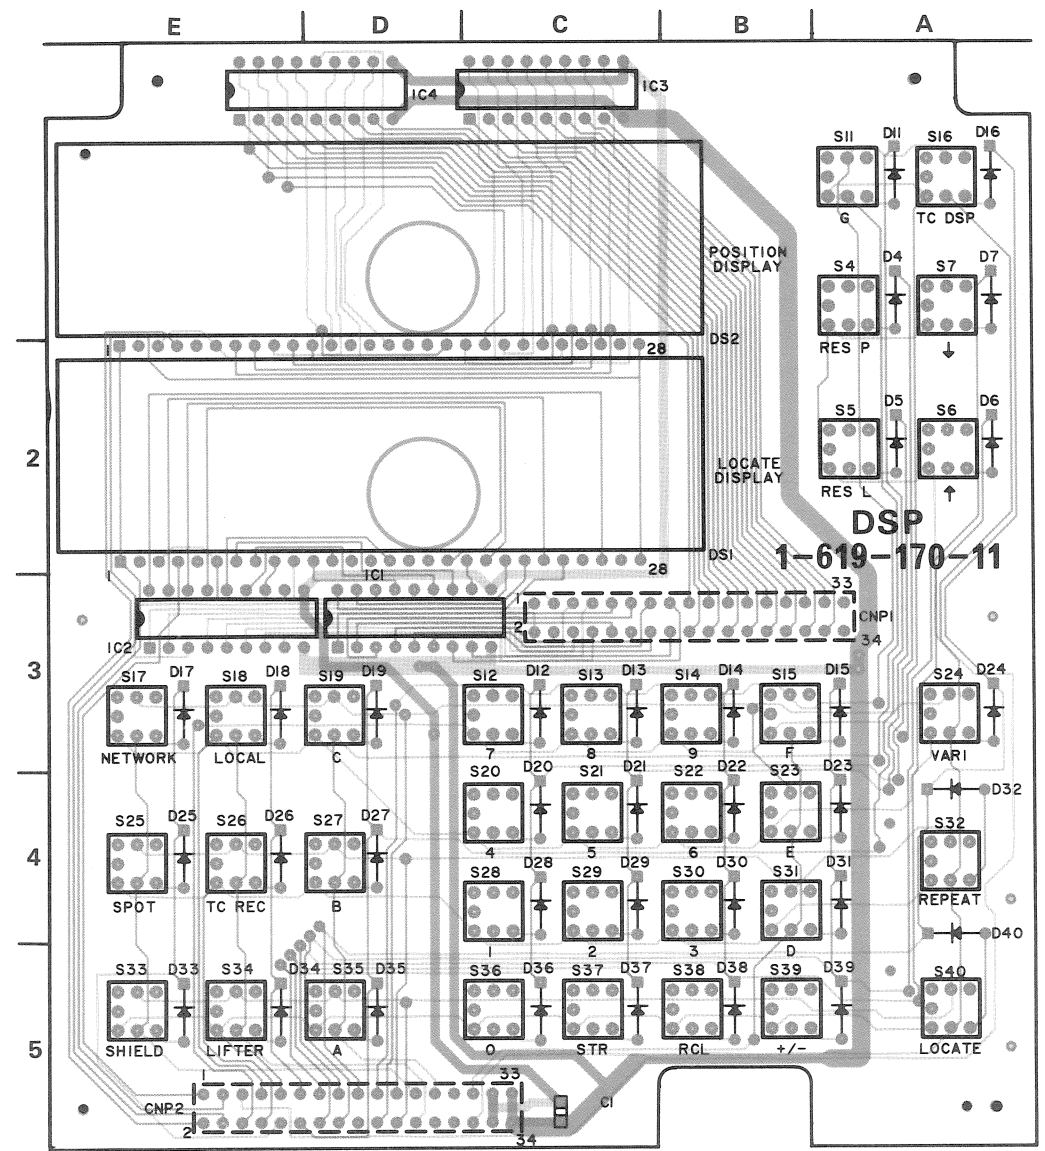 E D C B A
IC4 IC3
S11 D11 S16 D16
G TC DSP
POSITION
DISPLAY
S4 D4 S7 D7
RES P ↓
1 28 DS2
S5 D5 S6 D6
2
LOCATE
DISPLAY
RES L ↑
DSP
1-619-170-11
DS1
1 28
IC1
33
1
CNP1
2
34
IC2
3
S17 D17 S18 D18 S19 D19 S12 D12 S13 D13 S14 D14 S15 D15 S24 D24
NETWORK LOCAL C 7 8 9 F VARI
S20 D20 S21 D21 S22 D22 S23 D23
D32
S25 D25 S26 D26 S27 D27 S32
4
4 5 6 E
S28 D28 S29 D29 S30 D30 S31 D31
SPOT TC REC B REPEAT
1 2 3 D
D40
S33 D33 S34 D34 S35 D35 S36 D36 S37 D37 S38 D38 S39 D39 S40
5
SHIELD LIFTER A 0 STR RCL +/- LOCATE
1 33
CNP2
C1
2 34